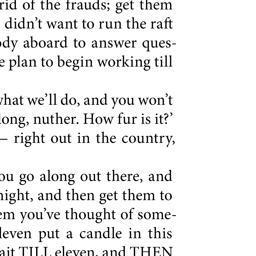 rid of the frauds; get them
didn't want to run the raft
ody aboard to answer ques-
e plan to begin working till
what we'll do, and you won't
long, nuther. How fur is it?'
– right out in the country,
ou go along out there, and
night, and then get them to
em you've thought of some-
leven put a candle in this
ait TILL eleven, and THEN